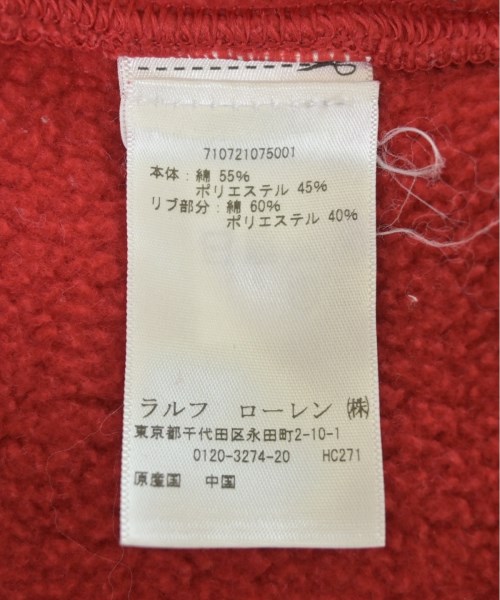 710721075001
本体：綿 55%
ポリエステル 45%
リブ部分：綿 60%
ポリエステル 40%
ラルフ ローレン ㈱
東京都千代田区永田町2-10-1
0120-3274-20 HC271
原産国 中国